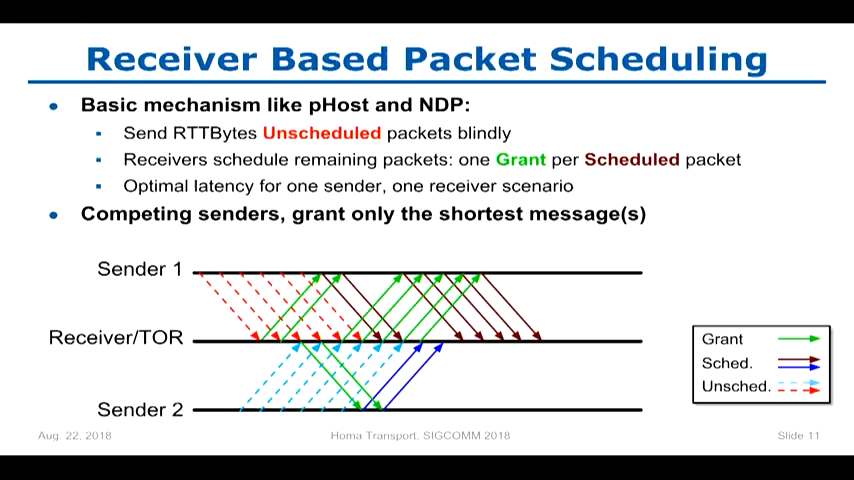 Receiver Based Packet Scheduling
• Basic mechanism like pHost and NDP:
▪ Send RTTBytes Unscheduled packets blindly
▪ Receivers schedule remaining packets: one Grant per Scheduled packet
▪ Optimal latency for one sender, one receiver scenario
• Competing senders, grant only the shortest message(s)
Sender 1
Receiver/TOR
Sender 2
Grant
Sched.
Unsched.
Aug. 22, 2018
Homa Transport, SIGCOMM 2018
Slide 11